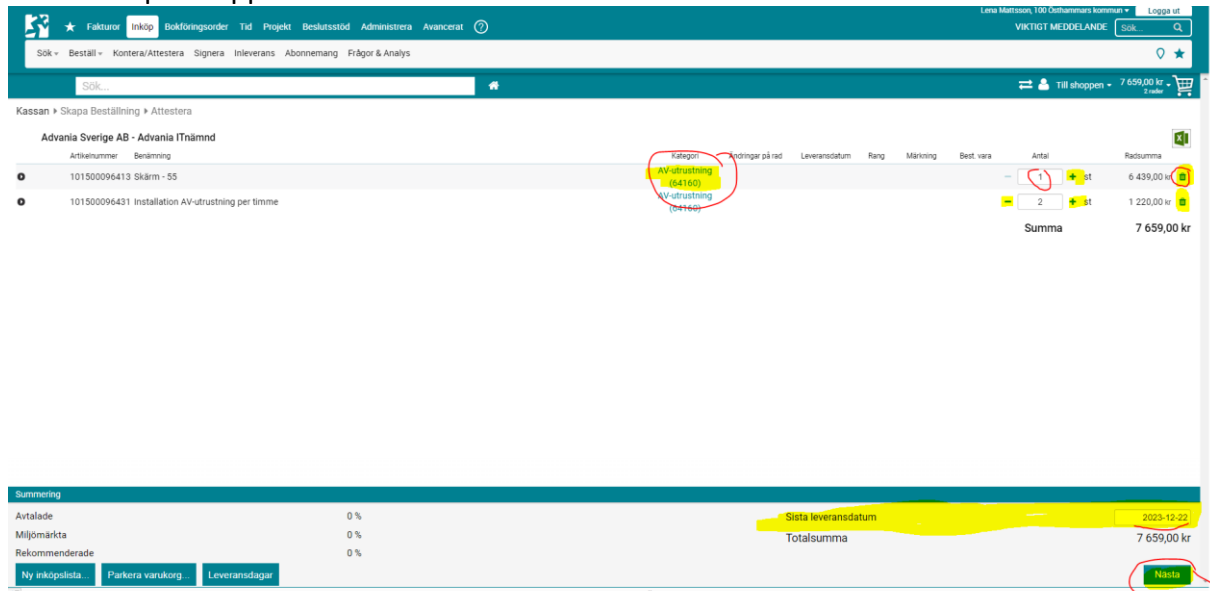 Lena Mattsson, 100 Östhammars kommun Logga ut
Fakturor Inköp Bokföringsorder Tid Projekt Beslutsstöd Administrera Avancerat ? VIKTIGT MEDDELANDE Sök...
Sök Beställ Kontera/Attestera Signera Inleverans Abonnemang Frågor & Analys
Sök... Till shoppen 7 659,00 kr
2 rader
Kassan Skapa Beställning Attestera
Advania Sverige AB - Advania ITnämnd
Artikelnummer Benämning Kategori Ändringar på rad Leveransdatum Rang Märkning Best. vara Antal Radsumma
101500096413 Skärm - 55 AV-utrustning (64160) − 1 + st 6 439,00 kr
101500096431 Installation AV-utrustning per timme AV-utrustning (64160) − 2 + st 1 220,00 kr
Summa 7 659,00 kr
Summering
Avtalade 0 % Sista leveransdatum 2023-12-22
Miljömärkta 0 % Totalsumma 7 659,00 kr
Rekommenderade 0 %
Ny inköpslista... Parkera varukorg... Leveransdagar Nästa